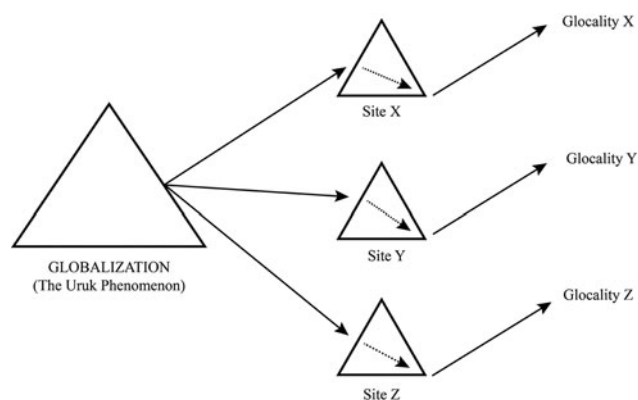 Glocality X
Site X
Glocality Y
Site Y
GLOBALIZATION
(The Uruk Phenomenon)
Glocality Z
Site Z